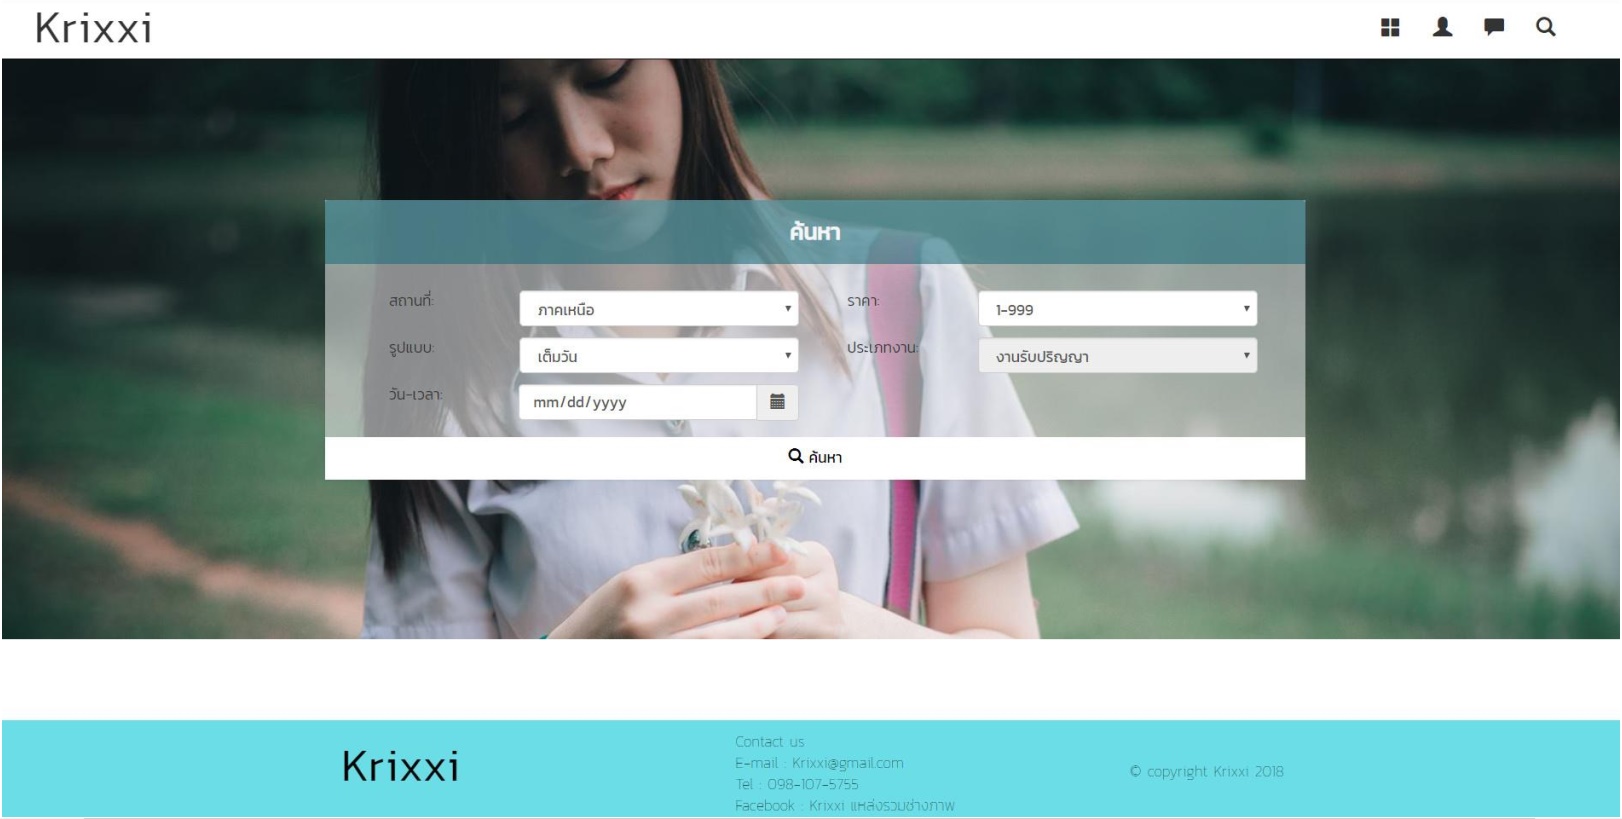 Krixxi
ค้นหา
สถานที่: ภาคเหนือ ราคา: 1-999
รูปแบบ: เต็มวัน ประเภทงาน: งานรับปริญญา
วัน-เวลา: mm/dd/yyyy
ค้นหา
Krixxi
Contact us
E-mail : Krixxi@gmail.com
Tel : 098-107-5755
Facebook : Krixxi แหล่งรวมช่างภาพ
© copyright Krixxi 2018